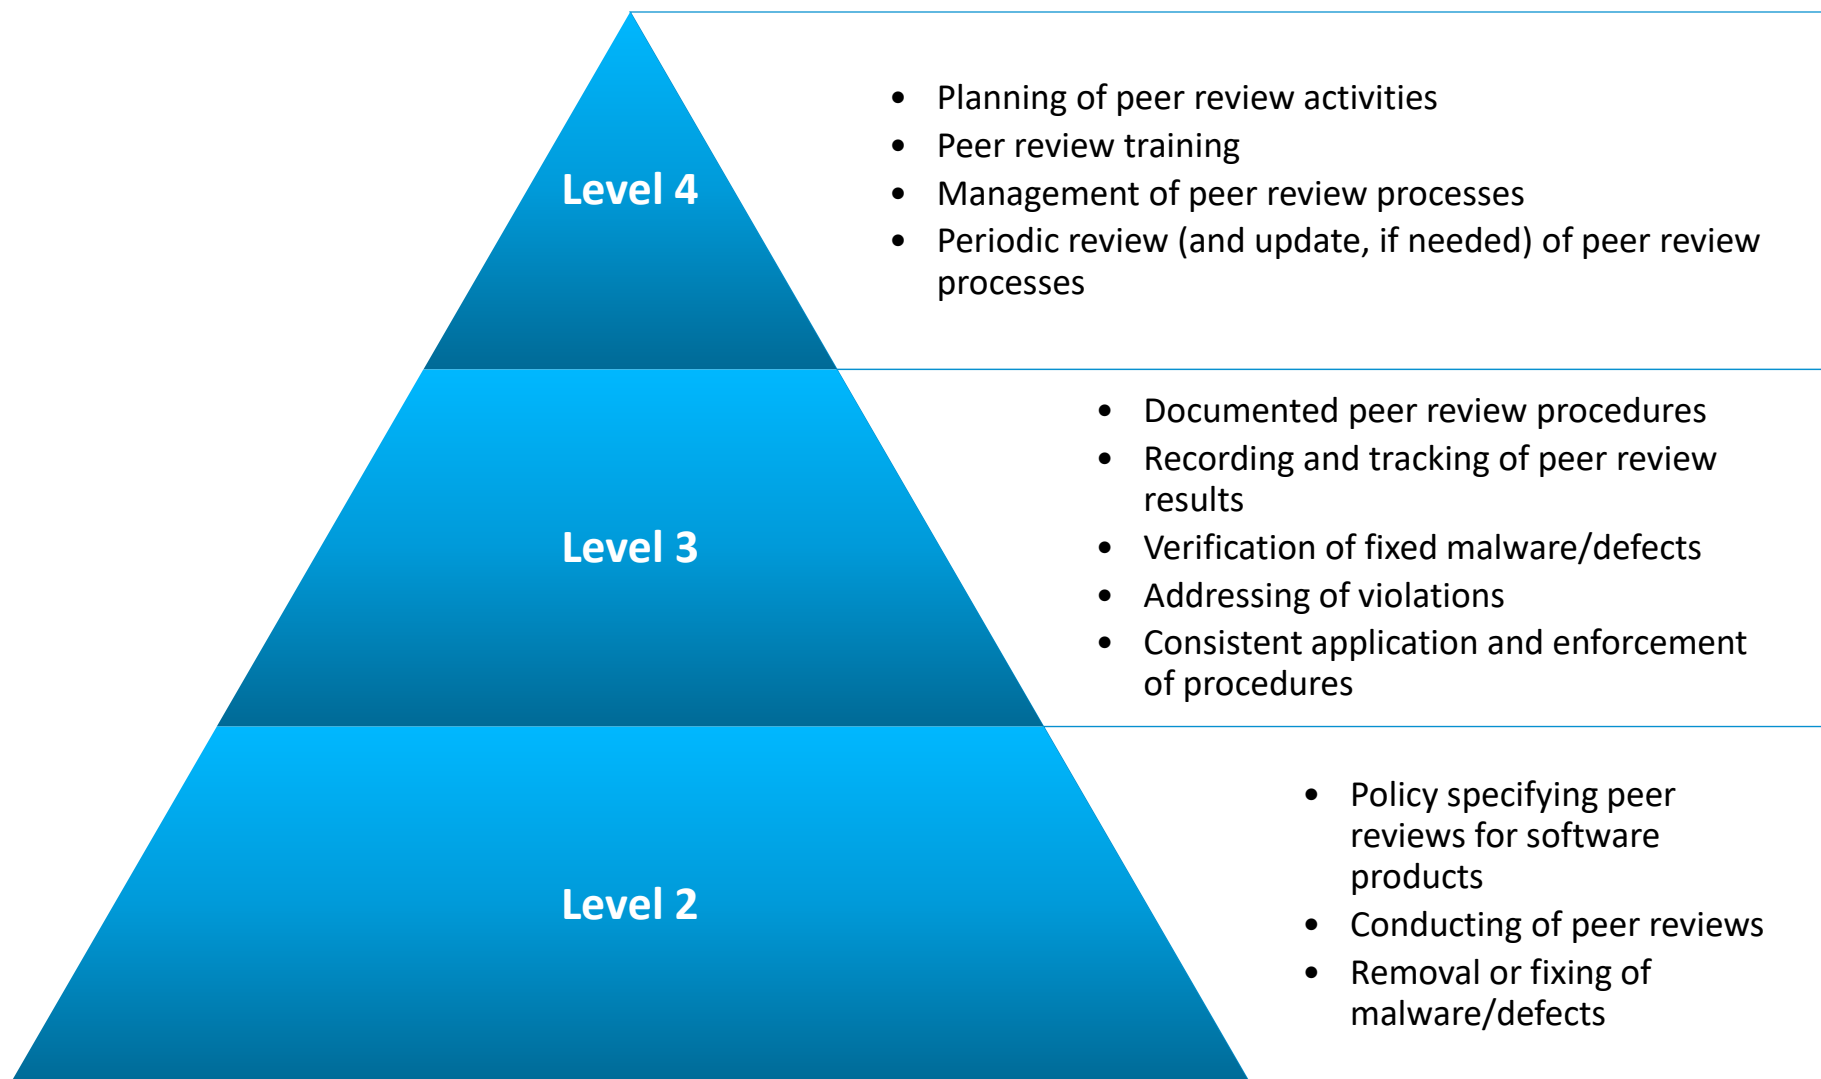 Level 4
• Planning of peer review activities
• Peer review training
• Management of peer review processes
• Periodic review (and update, if needed) of peer review
processes
Level 3
• Documented peer review procedures
• Recording and tracking of peer review
results
• Verification of fixed malware/defects
• Addressing of violations
• Consistent application and enforcement
of procedures
Level 2
• Policy specifying peer
reviews for software
products
• Conducting of peer reviews
• Removal or fixing of
malware/defects